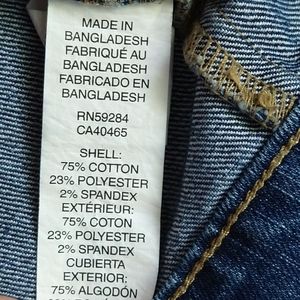 MADE IN
BANGLADESH
FABRIQUÉ AU
BANGLADESH
FABRICADO EN
BANGLADESH
RN59284
CA40465
SHELL:
75% COTTON
23% POLYESTER
2% SPANDEX
EXTÉRIEUR:
75% COTON
23% POLYESTER
2% SPANDEX
CUBIERTA
EXTERIOR:
75% ALGODÓN